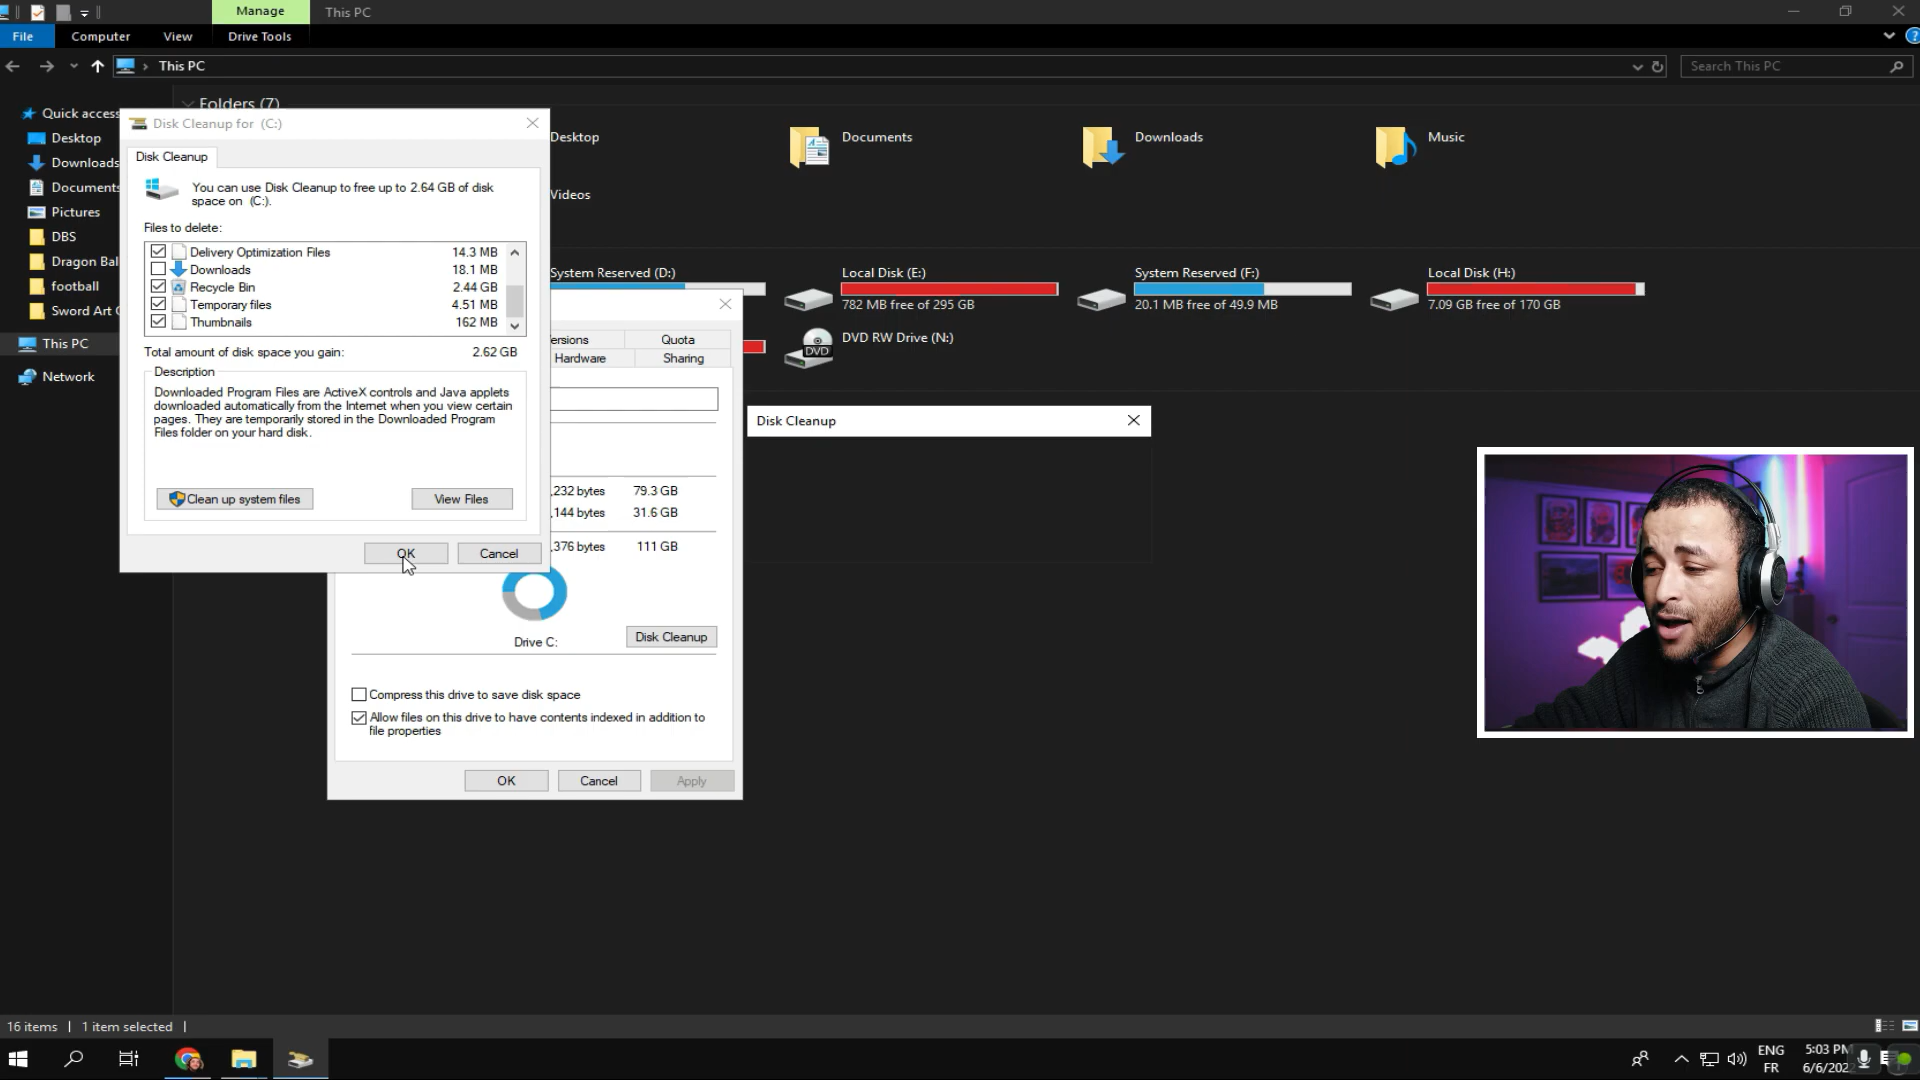 Manage
This PC
File
Computer
View
Drive Tools
This PC
Search This PC
Folders (7)
Quick access
Desktop
Downloads
Documents
Pictures
DBS
Dragon Bal
football
Sword Art
This PC
Network
Disk Cleanup for (C:)
Disk Cleanup
You can use Disk Cleanup to free up to 2.64 GB of disk
space on (C:).
Files to delete:
Delivery Optimization Files 14.3 MB
Downloads 18.1 MB
Recycle Bin 2.44 GB
Temporary files 4.51 MB
Thumbnails 162 MB
Total amount of disk space you gain: 2.62 GB
Description
Downloaded Program Files are ActiveX controls and Java applets
downloaded automatically from the Internet when you view certain
pages. They are temporarily stored in the Downloaded Program
Files folder on your hard disk.
Clean up system files
View Files
OK
Cancel
Desktop
Documents
Downloads
Music
Videos
System Reserved (D:)
Local Disk (E:)
782 MB free of 295 GB
System Reserved (F:)
20.1 MB free of 49.9 MB
Local Disk (H:)
7.09 GB free of 170 GB
DVD
DVD RW Drive (N:)
ersions
Quota
Hardware
Sharing
,232 bytes 79.3 GB
,144 bytes 31.6 GB
,376 bytes 111 GB
Drive C:
Disk Cleanup
Compress this drive to save disk space
Allow files on this drive to have contents indexed in addition to
file properties
OK
Cancel
Apply
Disk Cleanup
16 items
1 item selected
ENG
FR
5:03 PM
6/6/202